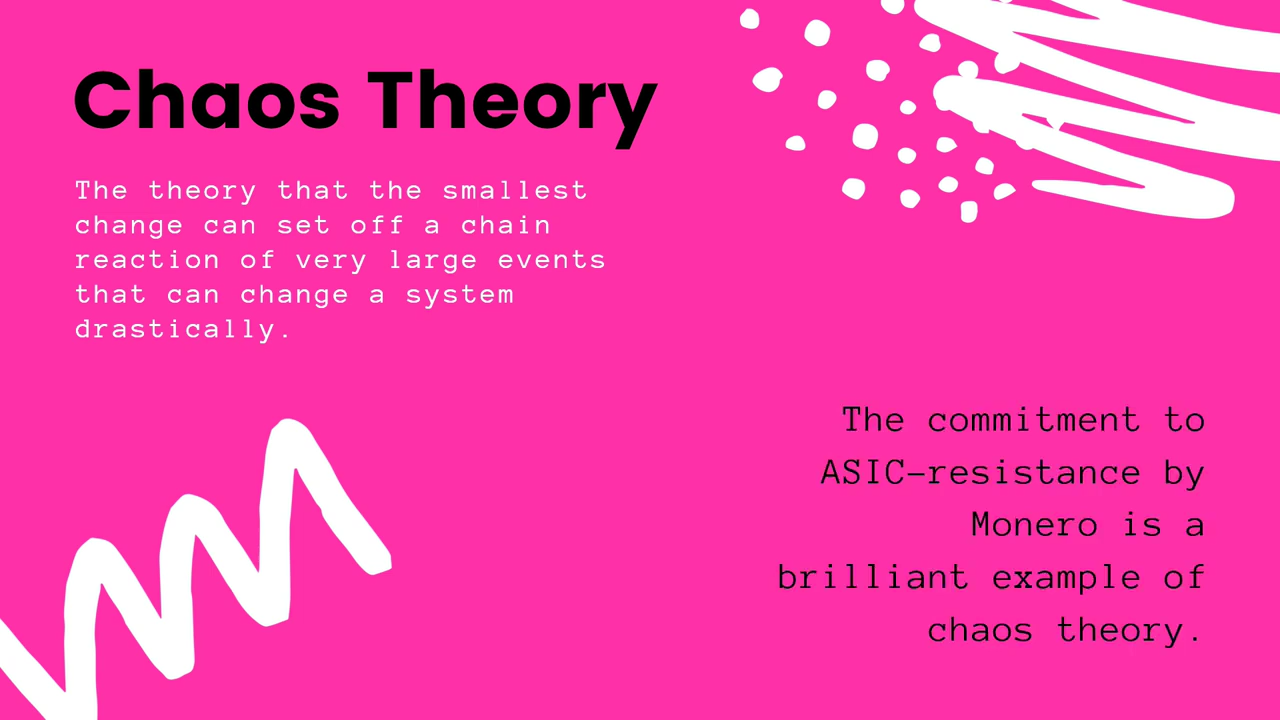 Chaos Theory
The theory that the smallest
change can set off a chain
reaction of very large events
that can change a system
drastically.
The commitment to
ASIC-resistance by
Monero is a
brilliant example of
chaos theory.